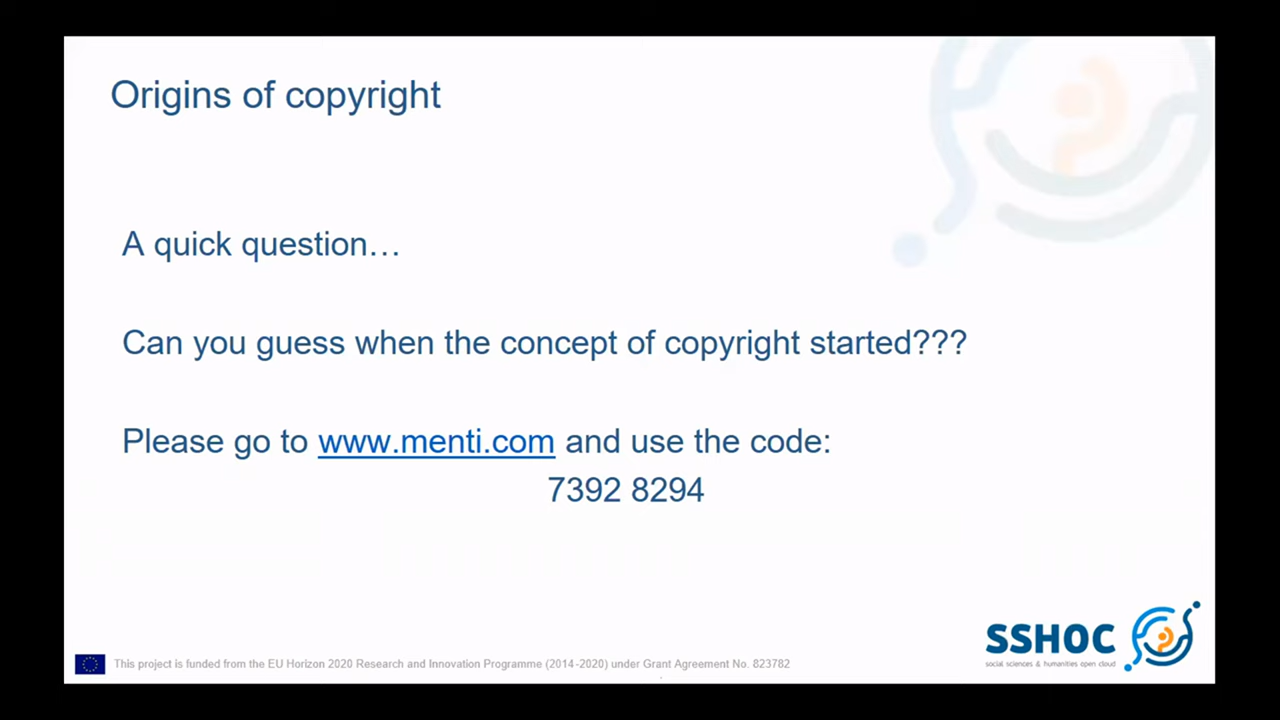 Origins of copyright
A quick question…
Can you guess when the concept of copyright started???
Please go to www.menti.com and use the code:
7392 8294
SSHOC
social sciences & humanities open cloud
This project is funded from the EU Horizon 2020 Research and Innovation Programme (2014-2020) under Grant Agreement No. 823782